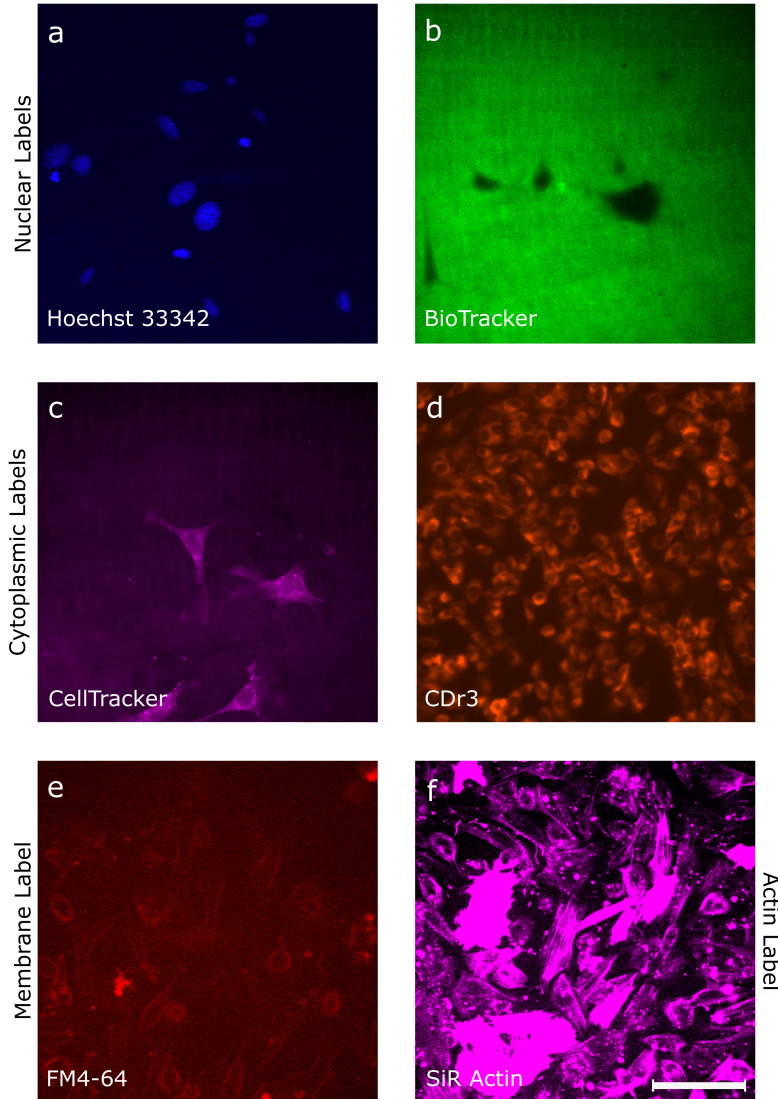 a
b
Nuclear Labels
Hoechst 33342
BioTracker
c
d
Cytoplasmic Labels
CellTracker
CDr3
e
f
Membrane Label
Actin Label
FM4-64
SiR Actin